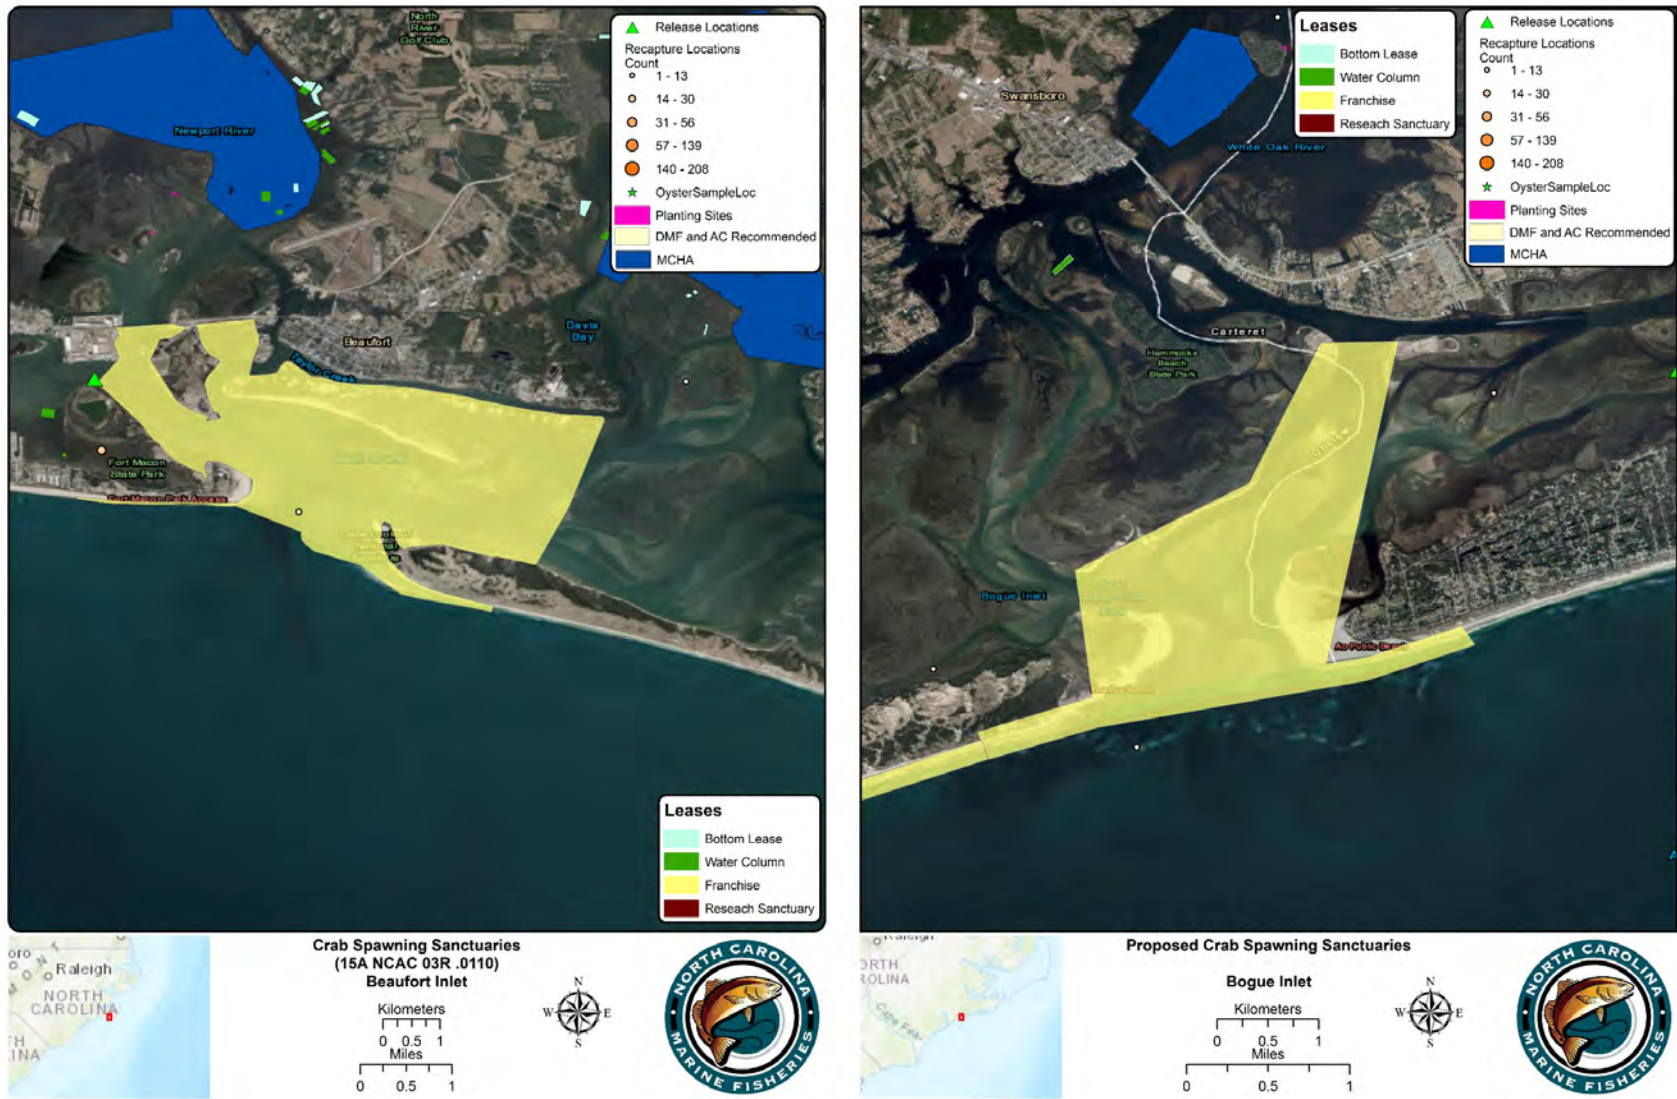 North
River
Golf Club
Newport River
Beaufort
Taylor Creek
Davis
Bay
Fort Macon
State Park
Fort Macon Park Access
Release Locations
Recapture Locations
Count
1 - 13
14 - 30
31 - 56
57 - 139
140 - 208
OysterSampleLoc
Planting Sites
DMF and AC Recommended
MCHA
Leases
Bottom Lease
Water Column
Franchise
Reseach Sanctuary
oro
Raleigh
NORTH
CAROLINA
Crab Spawning Sanctuaries
(15A NCAC 03R .0110)
Beaufort Inlet
Kilometers
0 0.5 1
Miles
0 0.5 1
N
W E
S
NORTH CAROLINA
MARINE FISHERIES
Swansboro
White Oak River
Carteret
Hammocks
Beach
State Park
Bogue Inlet
Leases
Bottom Lease
Water Column
Franchise
Reseach Sanctuary
Release Locations
Recapture Locations
Count
1 - 13
14 - 30
31 - 56
57 - 139
140 - 208
OysterSampleLoc
Planting Sites
DMF and AC Recommended
MCHA
Raleigh
ORTH
ROLINA
Cape Fea
Proposed Crab Spawning Sanctuaries
Bogue Inlet
Kilometers
0 0.5 1
Miles
0 0.5 1
N
W E
S
NORTH CAROLINA
MARINE FISHERIES